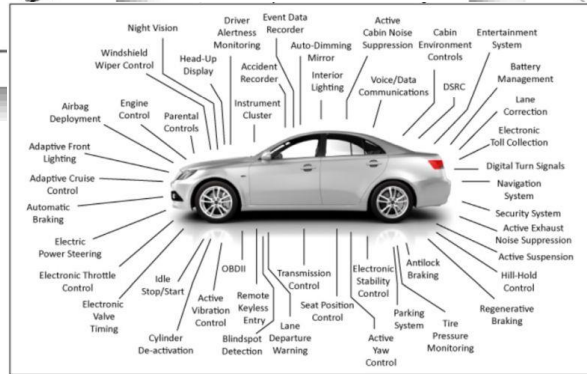 Night Vision
Driver
Alertness
Monitoring
Event Data
Recorder
Active
Cabin Noise
Suppression
Cabin
Environment
Controls
Entertainment
System
Windshield
Wiper Control
Head-Up
Display
Accident
Recorder
Auto-Dimming
Mirror
Interior
Lighting
Voice/Data
Communications
DSRC
Battery
Management
Lane
Correction
Airbag
Deployment
Engine
Control
Parental
Controls
Instrument
Cluster
Electronic
Toll Collection
Adaptive Front
Lighting
Digital Turn Signals
Adaptive Cruise
Control
Navigation
System
Automatic
Braking
Security System
Electric
Power Steering
Active Exhaust
Noise Suppression
Active Suspension
Electronic Throttle
Control
Idle
Stop/Start
OBDII
Transmission
Control
Electronic
Stability
Control
Antilock
Braking
Hill-Hold
Control
Electronic
Valve
Timing
Active
Vibration
Control
Remote
Keyless
Entry
Seat Position
Control
Parking
System
Regenerative
Braking
Cylinder
De-activation
Blindspot
Detection
Lane
Departure
Warning
Active
Yaw
Control
Tire
Pressure
Monitoring